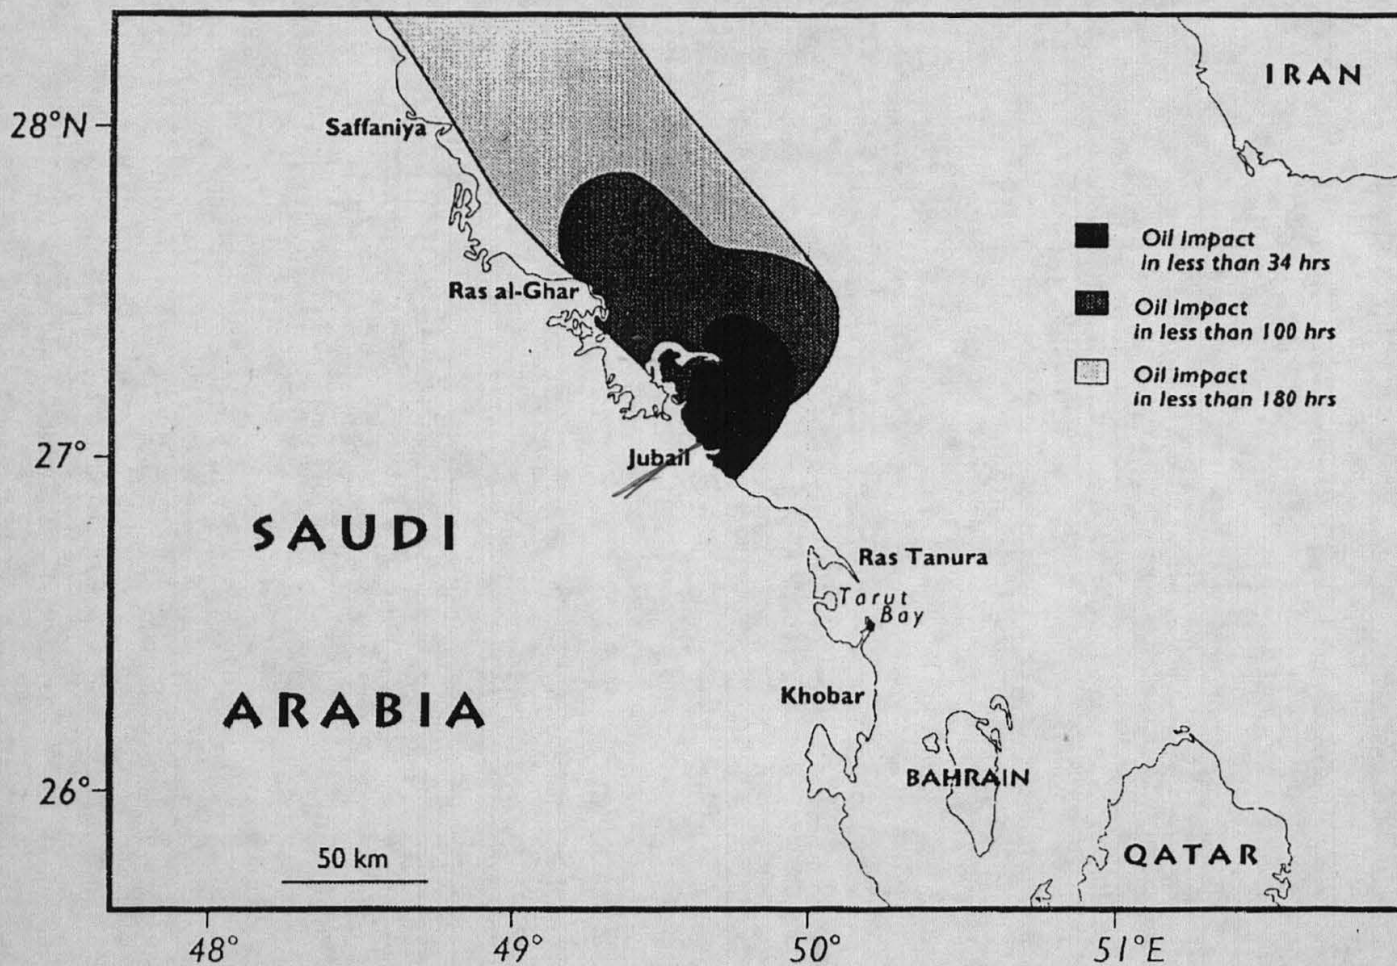 IRAN
28°N
Saffaniya
Oil impact
in less than 34 hrs
Ras al-Ghar
Oil impact
in less than 100 hrs
Oil impact
in less than 180 hrs
27°
Jubail
SAUDI
Ras Tanura
Tarut
Bay
Khobar
ARABIA
BAHRAIN
26°
QATAR
50 km
48°
49°
50°
51°E